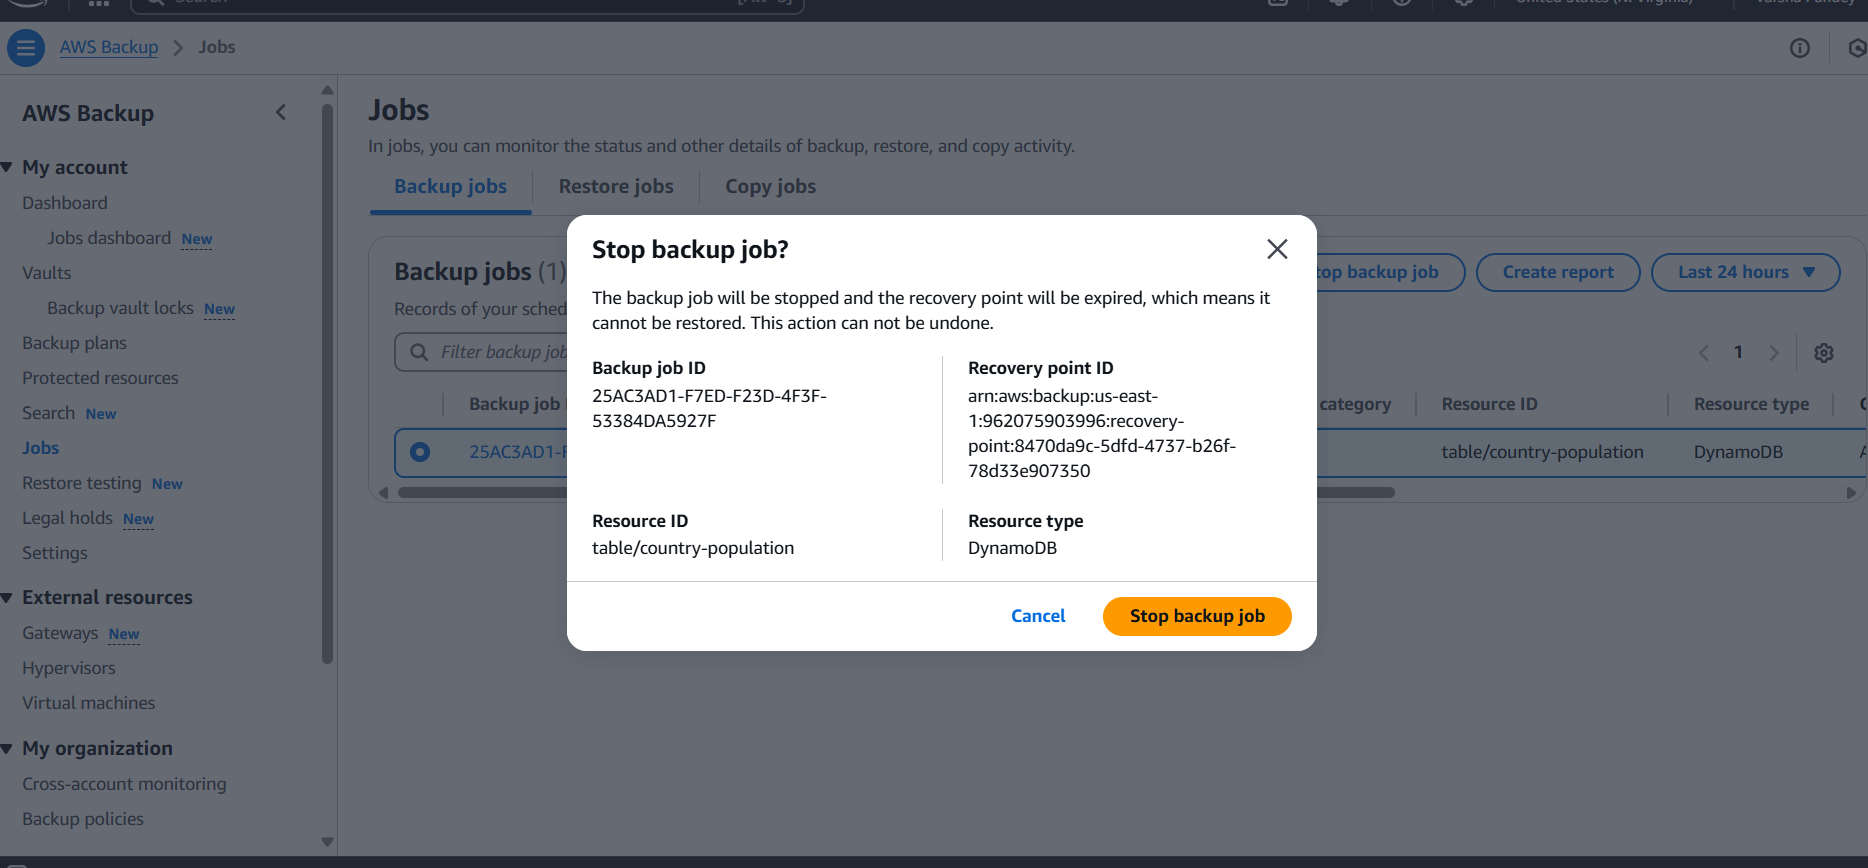 AWS Backup
Jobs
AWS Backup
My account
Dashboard
Jobs dashboard New
Vaults
Backup vault locks New
Backup plans
Protected resources
Search New
Jobs
Restore testing New
Legal holds New
Settings
External resources
Gateways New
Hypervisors
Virtual machines
My organization
Cross-account monitoring
Backup policies
Jobs
In jobs, you can monitor the status and other details of backup, restore, and copy activity.
Backup jobs
Restore jobs
Copy jobs
Backup jobs (1)
top backup job
Create report
Last 24 hours
Records of your sched
Filter backup job
1
Backup job
category
Resource ID
Resource type
25AC3AD1-F
table/country-population
DynamoDB
Stop backup job?
The backup job will be stopped and the recovery point will be expired, which means it
cannot be restored. This action can not be undone.
Backup job ID
25AC3AD1-F7ED-F23D-4F3F-
53384DA5927F
Recovery point ID
arn:aws:backup:us-east-
1:962075903996:recovery-
point:8470da9c-5dfd-4737-b26f-
78d33e907350
Resource ID
table/country-population
Resource type
DynamoDB
Cancel
Stop backup job